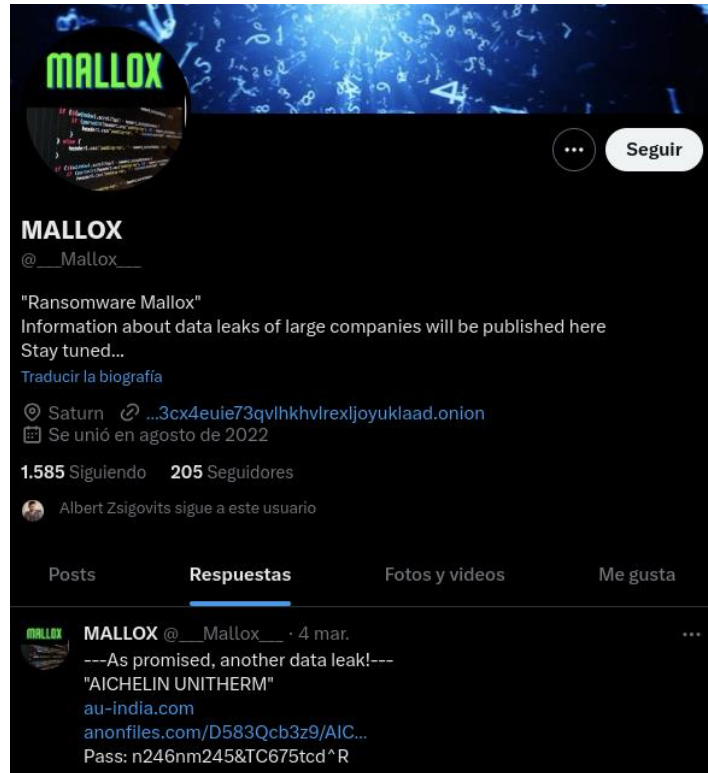 MALLOX
Seguir
MALLOX
@___Mallox___
"Ransomware Mallox"
Information about data leaks of large companies will be published here
Stay tuned...
Traducir la biografía
Saturn ...3cx4euie73qvlhkhvlrexljoyuklaad.onion
Se unió en agosto de 2022
1.585 Siguiendo 205 Seguidores
Albert Zsigovits sigue a este usuario
Posts Respuestas Fotos y videos Me gusta
MALLOX MALLOX @___Mallox___ · 4 mar.
---As promised, another data leak!---
"AICHELIN UNITHERM"
au-india.com
anonfiles.com/D583Qcb3z9/AIC...
Pass: n246nm245&TC675tcd^R